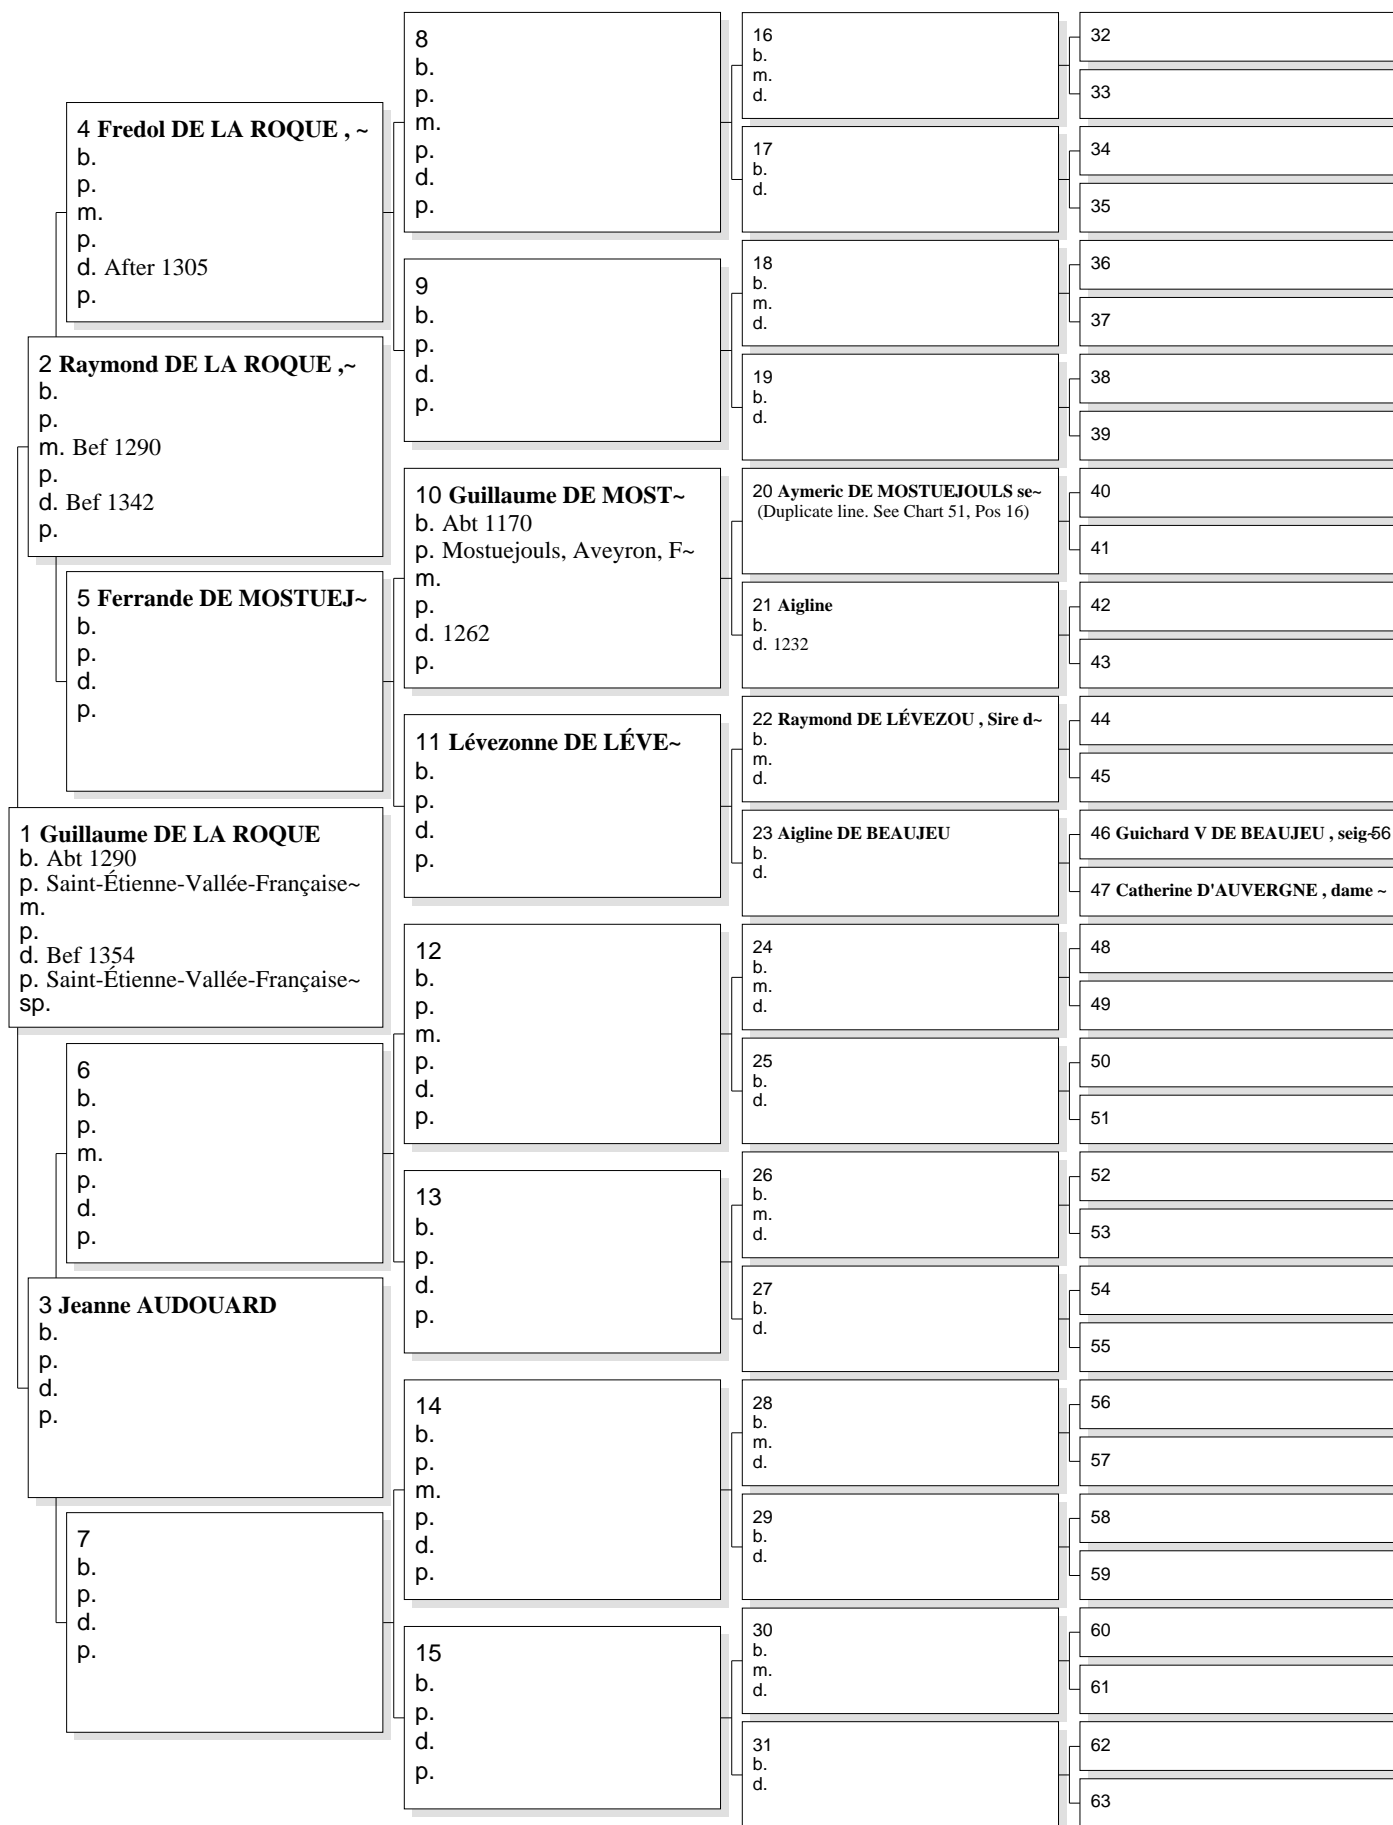 4 Fredol DE LA ROQUE , ~
b.
p.
m.
p.
d. After 1305
p.
2 Raymond DE LA ROQUE ,~
b.
p.
m. Bef 1290
p.
d. Bef 1342
p.
5 Ferrande DE MOSTUEJ~
b.
p.
d.
p.
1 Guillaume DE LA ROQUE
b. Abt 1290
p. Saint-Étienne-Vallée-Française~
m.
p.
d. Bef 1354
p. Saint-Étienne-Vallée-Française~
sp.
6
b.
p.
m.
p.
d.
p.
3 Jeanne AUDOUARD
b.
p.
d.
p.
7
b.
p.
d.
p.
8
b.
p.
m.
p.
d.
p.
9
b.
p.
d.
p.
10 Guillaume DE MOST~
b. Abt 1170
p. Mostuejouls, Aveyron, F~
m.
p.
d. 1262
p.
11 Lévezonne DE LÉVE~
b.
p.
d.
p.
12
b.
p.
m.
p.
d.
p.
13
b.
p.
d.
p.
14
b.
p.
m.
p.
d.
p.
15
b.
p.
d.
p.
16
b.
m.
d.
17
b.
d.
18
b.
m.
d.
19
b.
d.
20 Aymeric DE MOSTUEJOULS se~
(Duplicate line. See Chart 51, Pos 16)
21 Aigline
b.
d. 1232
22 Raymond DE LÉVEZOU , Sire d~
b.
m.
d.
23 Aigline DE BEAUJEU
b.
d.
24
b.
m.
d.
25
b.
d.
26
b.
m.
d.
27
b.
d.
28
b.
m.
d.
29
b.
d.
30
b.
m.
d.
31
b.
d.
32
33
34
35
36
37
38
39
40
41
42
43
44
45
46 Guichard V DE BEAUJEU , seig~56
47 Catherine D'AUVERGNE , dame ~
48
49
50
51
52
53
54
55
56
57
58
59
60
61
62
63